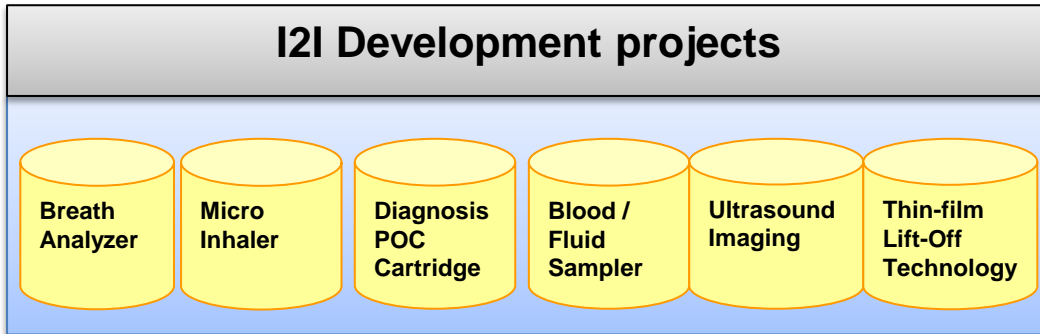 I2I Development projects
Breath
Analyzer
Micro
Inhaler
Diagnosis
POC
Cartridge
Blood /
Fluid
Sampler
Ultrasound
Imaging
Thin-film
Lift-Off
Technology